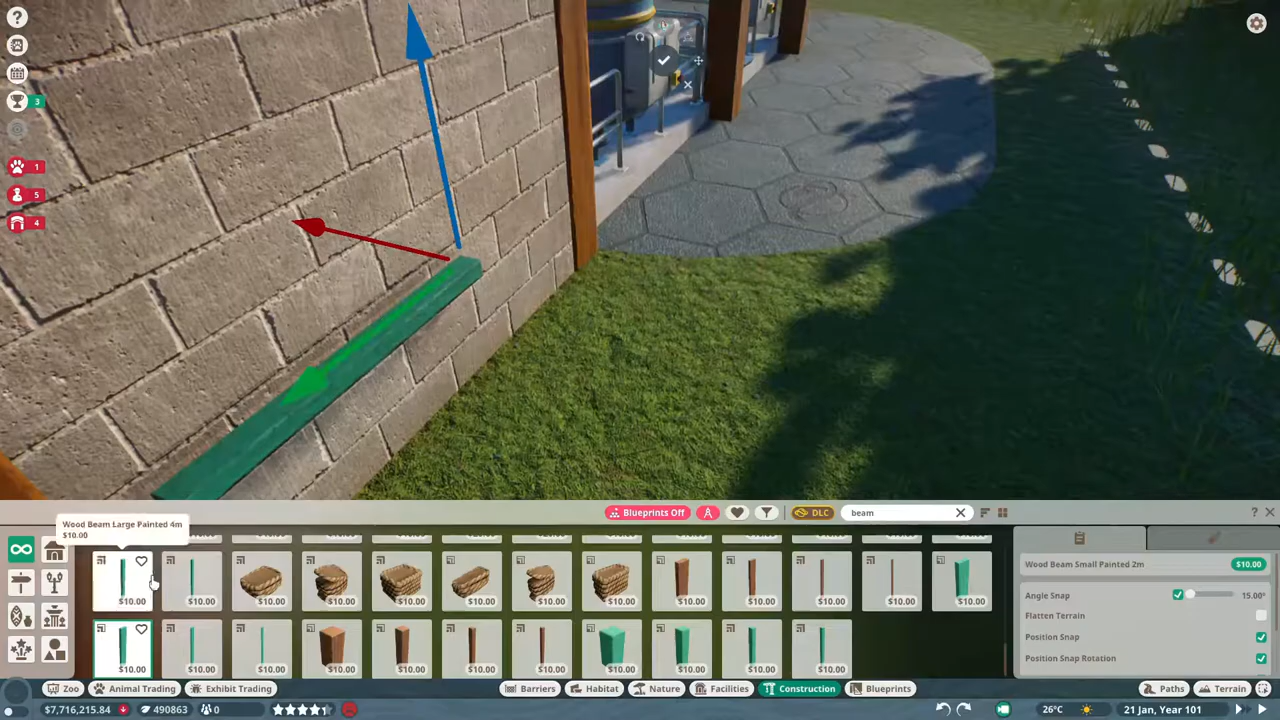 ?
3
1
5
4
Wood Beam Large Painted 4m
$10.00
Blueprints Off
DLC
beam
? ×
$10.00 $10.00 $10.00 $10.00 $10.00 $10.00 $10.00 $10.00 $10.00 $10.00 $10.00 $10.00 $10.00
$10.00 $10.00 $10.00 $10.00 $10.00 $10.00 $10.00 $10.00 $10.00 $10.00 $10.00
Wood Beam Small Painted 2m $10.00
Angle Snap 15.00°
Flatten Terrain
Position Snap
Position Snap Rotation
Zoo Animal Trading Exhibit Trading Barriers Habitat Nature Facilities Construction Blueprints Paths Terrain
$7,716,215.84 490863 0 26°C 21 Jan, Year 101